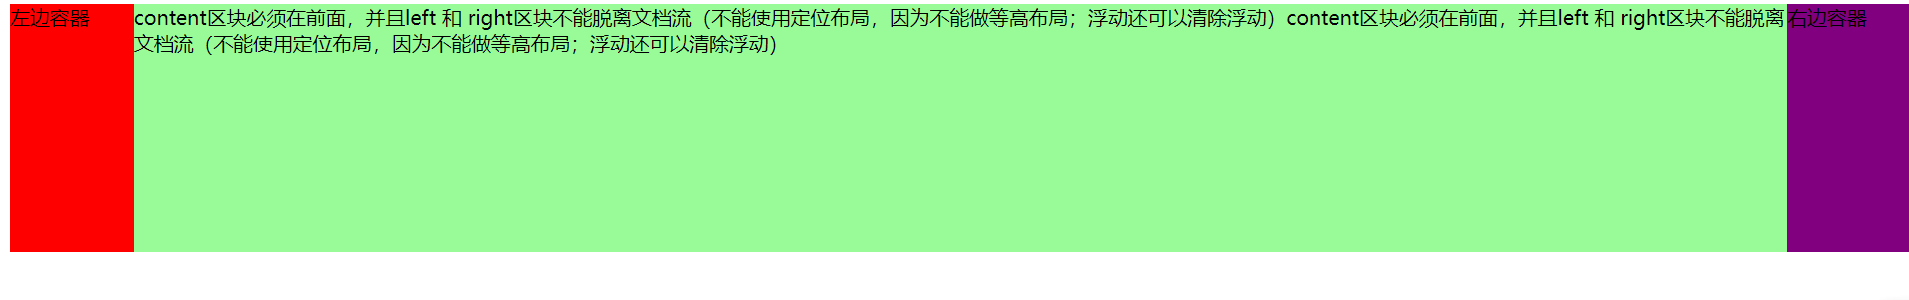 左边容器
content区块必须在前面，并且left 和 right区块不能脱离文档流（不能使用定位布局，因为不能做等高布局；浮动还可以清除浮动）content区块必须在前面，并且left 和 right区块不能脱离
文档流（不能使用定位布局，因为不能做等高布局；浮动还可以清除浮动）
右边容器